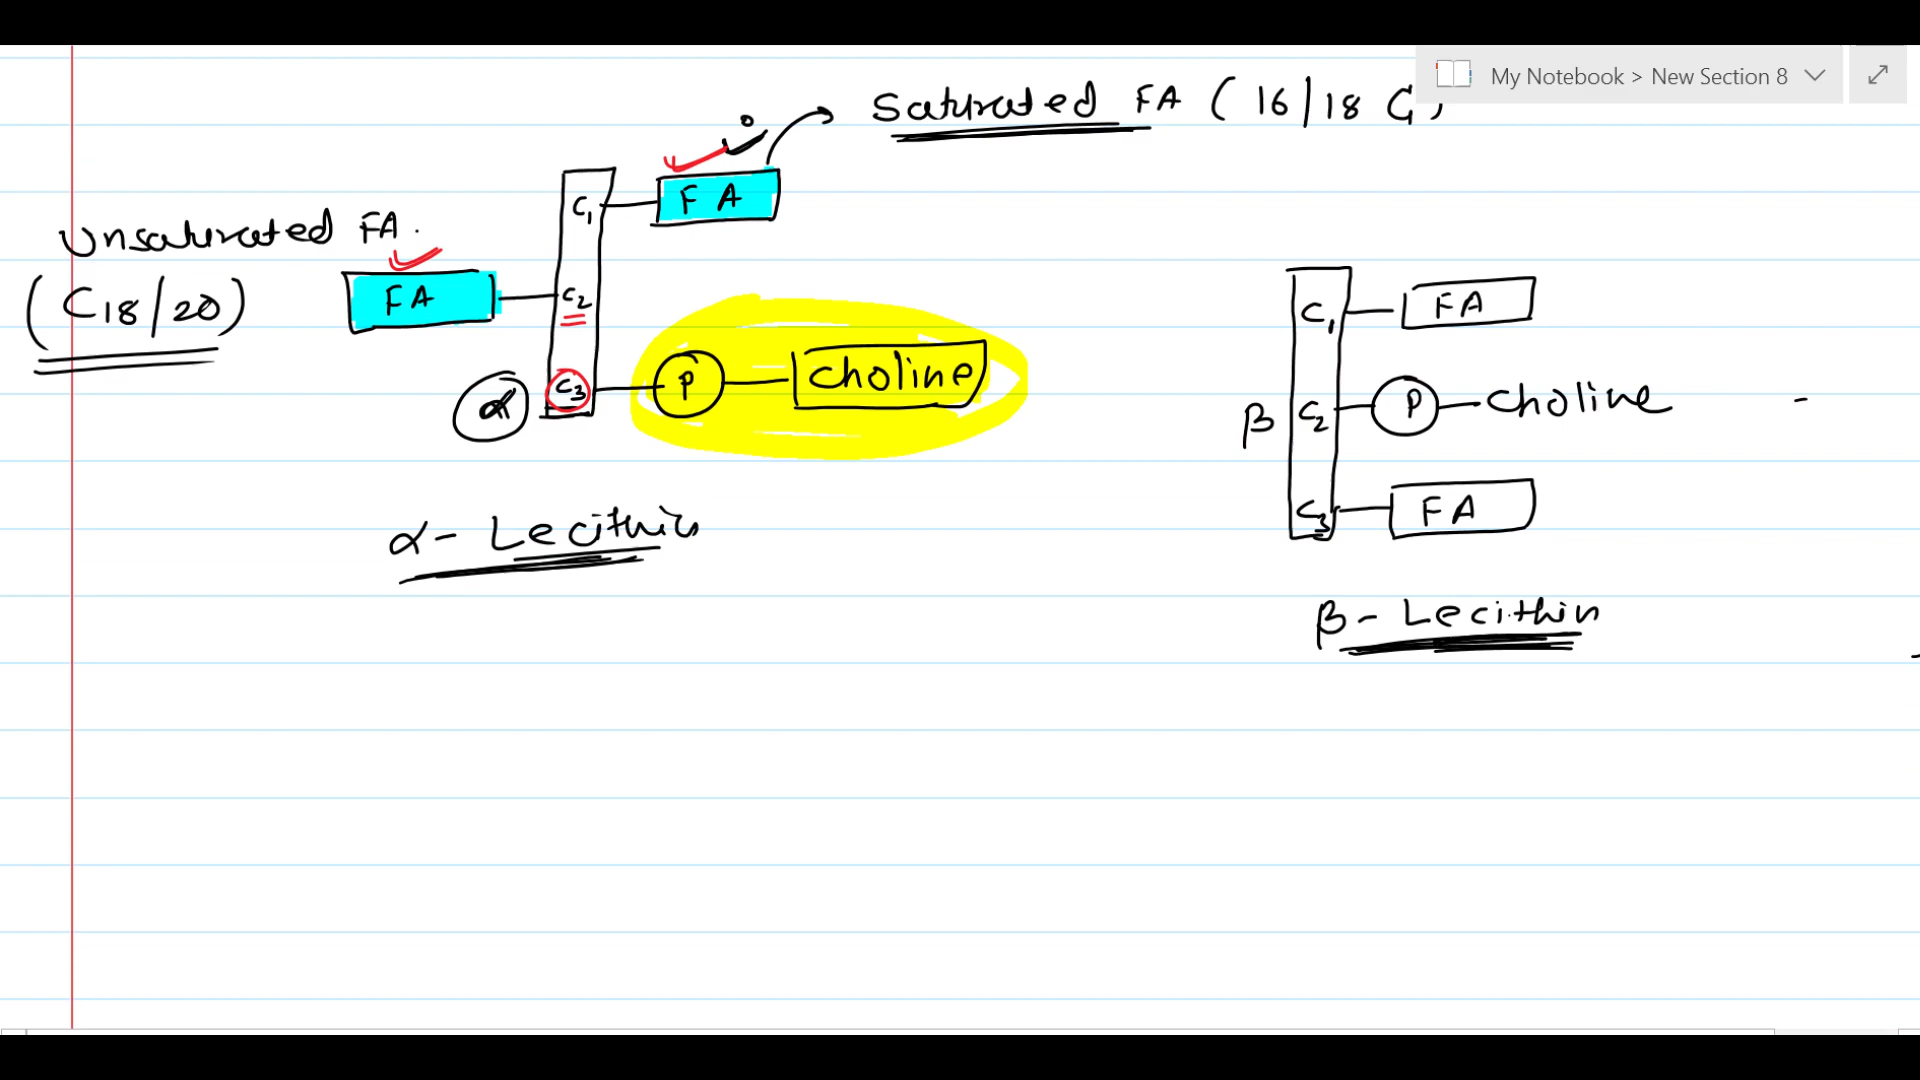 My Notebook > New Section 8
Saturated FA (16/18 C)
C1 FA
Unsaturated FA.
(C18/20)
FA C2
α C3 P Choline
α- Lecithin
C1 FA
β C2 P Choline -
C3 FA
β- Lecithin